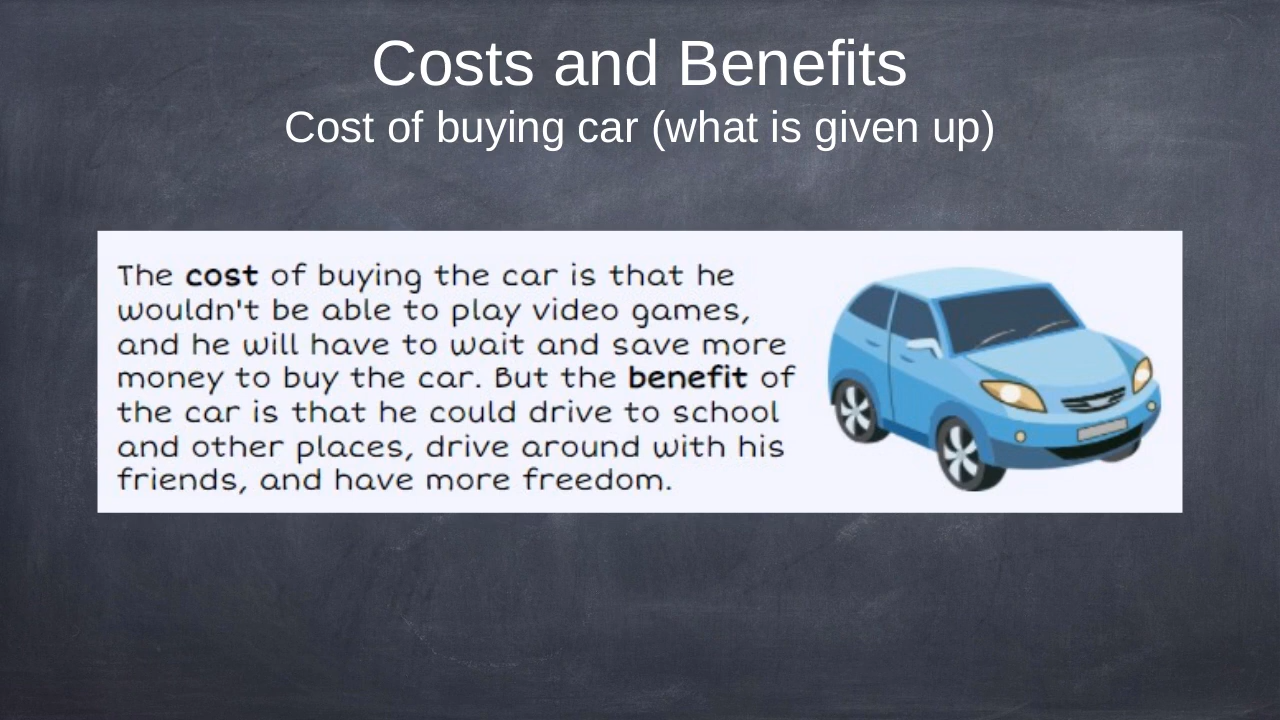 Costs and Benefits
Cost of buying car (what is given up)
The cost of buying the car is that he
wouldn't be able to play video games,
and he will have to wait and save more
money to buy the car. But the benefit of
the car is that he could drive to school
and other places, drive around with his
friends, and have more freedom.